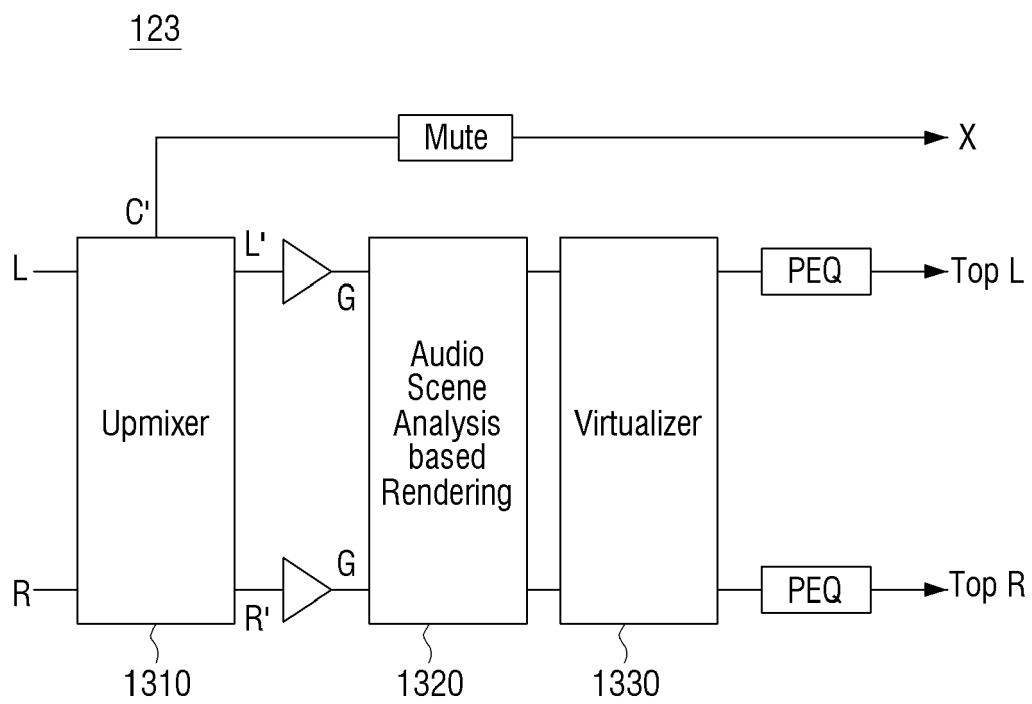 123
Mute
X
C'
L
L'
G
PEQ
Top L
Upmixer
Audio
Scene
Analysis
based
Rendering
Virtualizer
R
R'
G
PEQ
Top R
1310
1320
1330